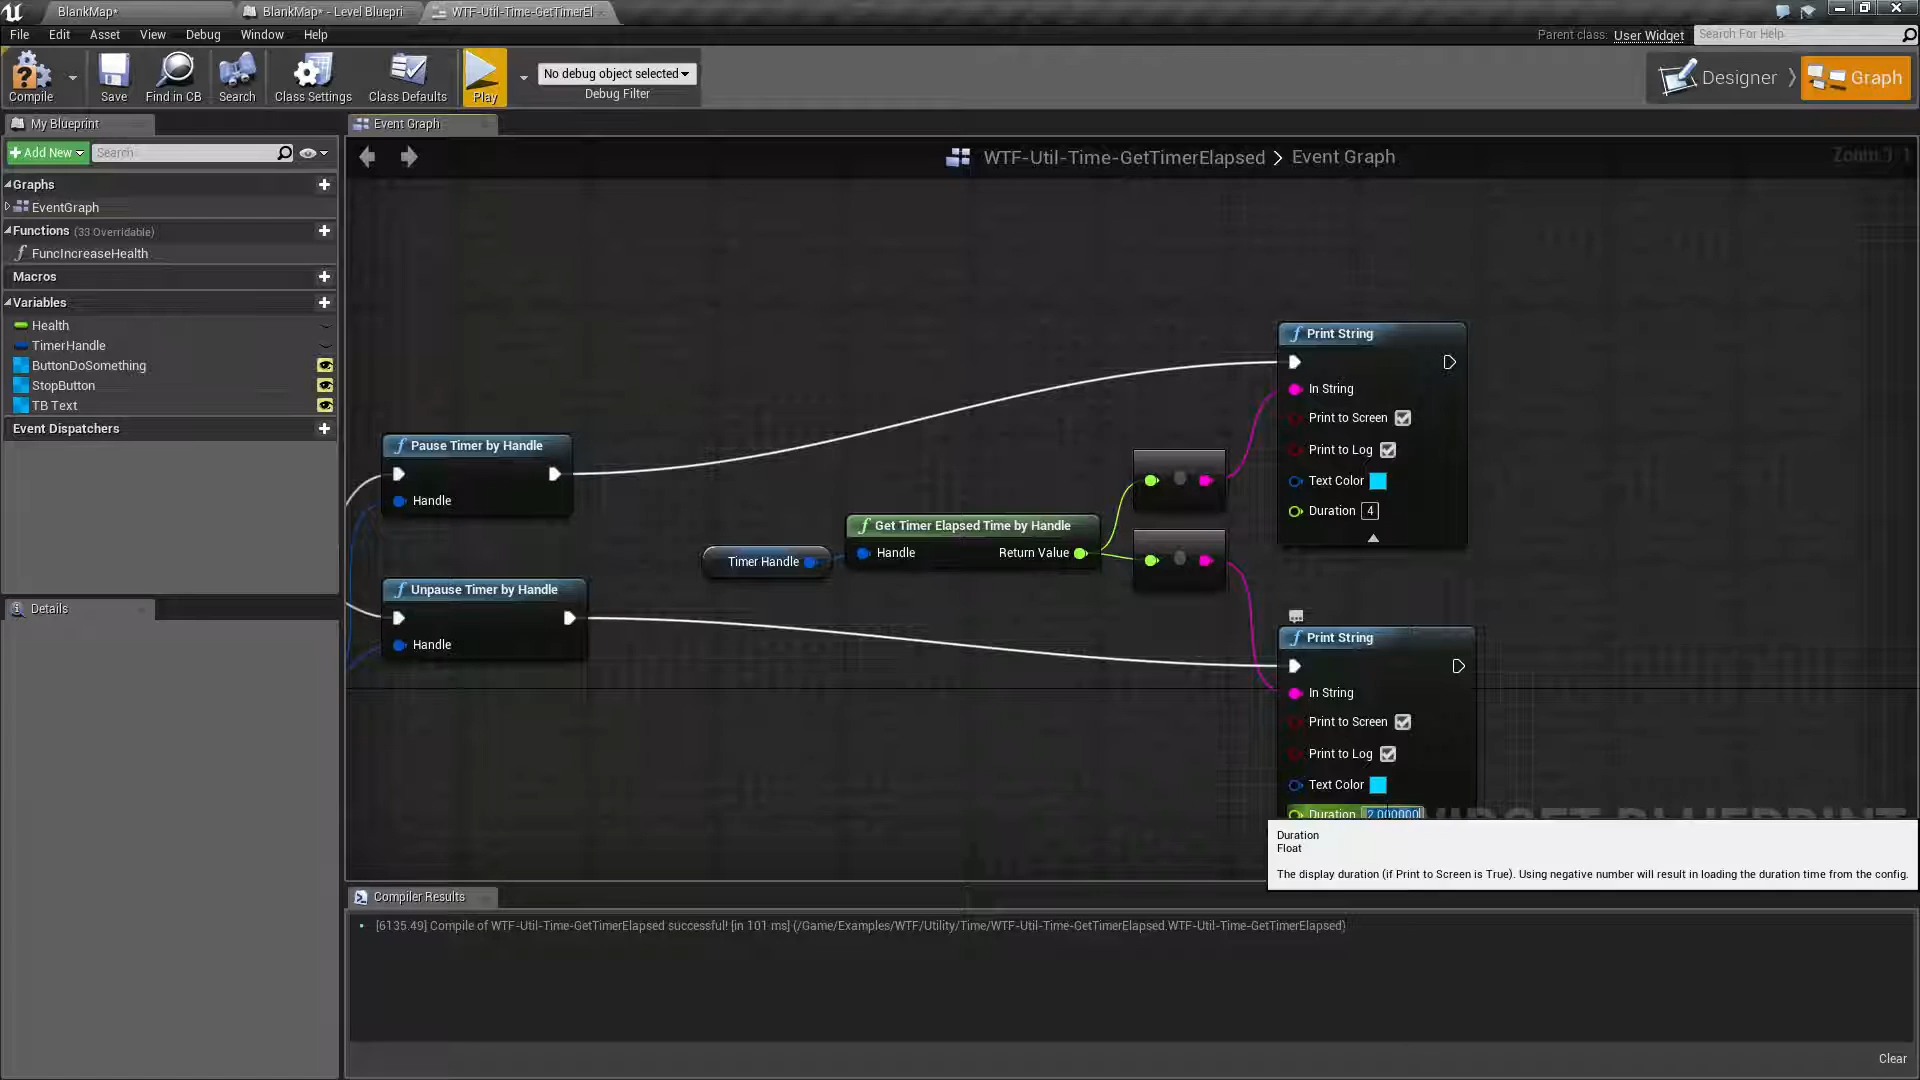 BlankMap*
BlankMap* - Level Bluepri
WTF-Util-Time-GetTimerEl
File
Edit
Asset
View
Debug
Window
Help
Parent class:
User Widget
Search For Help
Compile
Save
Find in CB
Search
Class Settings
Class Defaults
Play
No debug object selected
Debug Filter
Designer
Graph
My Blueprint
Add New
Search
Graphs
EventGraph
Functions (33 Overridable)
FuncIncreaseHealth
Macros
Variables
Health
TimerHandle
ButtonDoSomething
StopButton
TB Text
Event Dispatchers
Details
Event Graph
WTF-Util-Time-GetTimerElapsed > Event Graph
Pause Timer by Handle
Handle
Unpause Timer by Handle
Handle
Timer Handle
Get Timer Elapsed Time by Handle
Handle
Return Value
Print String
In String
Print to Screen
Print to Log
Text Color
Duration 4
Print String
In String
Print to Screen
Print to Log
Text Color
Duration 2.000000
Duration
Float
The display duration (if Print to Screen is True). Using negative number will result in loading the duration time from the config.
Compiler Results
[6135.49] Compile of WTF-Util-Time-GetTimerElapsed successful! [in 101 ms] (/Game/Examples/WTF/Utility/Time/WTF-Util-Time-GetTimerElapsed.WTF-Util-Time-GetTimerElapsed)
Clear